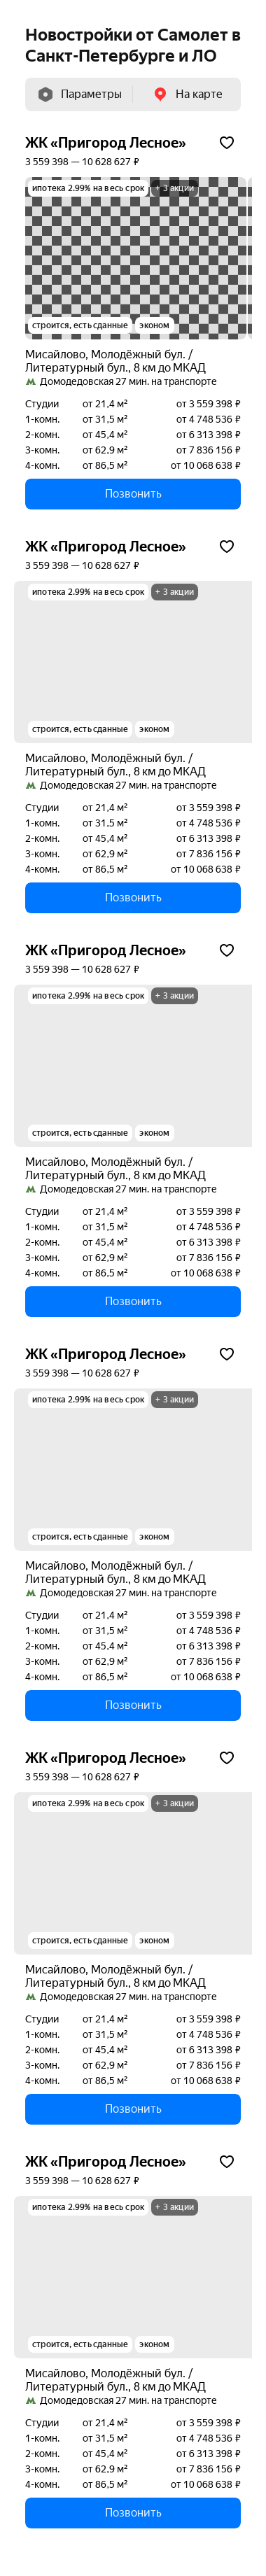 Новостройки от Самолет в
Санкт-Петербурге и ЛО
Параметры На карте
ЖК «Пригород Лесное»
3 559 398 — 10 628 627 ₽
ипотека 2.99% на весь срок + 3 акции
строится, есть сданные эконом
Мисайлово, Молодёжный бул. /
Литературный бул., 8 км до МКАД
Домодедовская 27 мин. на транспорте
Студии от 21,4 м² от 3 559 398 ₽
1-комн. от 31,5 м² от 4 748 536 ₽
2-комн. от 45,4 м² от 6 313 398 ₽
3-комн. от 62,9 м² от 7 836 156 ₽
4-комн. от 86,5 м² от 10 068 638 ₽
Позвонить
ЖК «Пригород Лесное»
3 559 398 — 10 628 627 ₽
ипотека 2.99% на весь срок + 3 акции
строится, есть сданные эконом
Мисайлово, Молодёжный бул. /
Литературный бул., 8 км до МКАД
Домодедовская 27 мин. на транспорте
Студии от 21,4 м² от 3 559 398 ₽
1-комн. от 31,5 м² от 4 748 536 ₽
2-комн. от 45,4 м² от 6 313 398 ₽
3-комн. от 62,9 м² от 7 836 156 ₽
4-комн. от 86,5 м² от 10 068 638 ₽
Позвонить
ЖК «Пригород Лесное»
3 559 398 — 10 628 627 ₽
ипотека 2.99% на весь срок + 3 акции
строится, есть сданные эконом
Мисайлово, Молодёжный бул. /
Литературный бул., 8 км до МКАД
Домодедовская 27 мин. на транспорте
Студии от 21,4 м² от 3 559 398 ₽
1-комн. от 31,5 м² от 4 748 536 ₽
2-комн. от 45,4 м² от 6 313 398 ₽
3-комн. от 62,9 м² от 7 836 156 ₽
4-комн. от 86,5 м² от 10 068 638 ₽
Позвонить
ЖК «Пригород Лесное»
3 559 398 — 10 628 627 ₽
ипотека 2.99% на весь срок + 3 акции
строится, есть сданные эконом
Мисайлово, Молодёжный бул. /
Литературный бул., 8 км до МКАД
Домодедовская 27 мин. на транспорте
Студии от 21,4 м² от 3 559 398 ₽
1-комн. от 31,5 м² от 4 748 536 ₽
2-комн. от 45,4 м² от 6 313 398 ₽
3-комн. от 62,9 м² от 7 836 156 ₽
4-комн. от 86,5 м² от 10 068 638 ₽
Позвонить
ЖК «Пригород Лесное»
3 559 398 — 10 628 627 ₽
ипотека 2.99% на весь срок + 3 акции
строится, есть сданные эконом
Мисайлово, Молодёжный бул. /
Литературный бул., 8 км до МКАД
Домодедовская 27 мин. на транспорте
Студии от 21,4 м² от 3 559 398 ₽
1-комн. от 31,5 м² от 4 748 536 ₽
2-комн. от 45,4 м² от 6 313 398 ₽
3-комн. от 62,9 м² от 7 836 156 ₽
4-комн. от 86,5 м² от 10 068 638 ₽
Позвонить
ЖК «Пригород Лесное»
3 559 398 — 10 628 627 ₽
ипотека 2.99% на весь срок + 3 акции
строится, есть сданные эконом
Мисайлово, Молодёжный бул. /
Литературный бул., 8 км до МКАД
Домодедовская 27 мин. на транспорте
Студии от 21,4 м² от 3 559 398 ₽
1-комн. от 31,5 м² от 4 748 536 ₽
2-комн. от 45,4 м² от 6 313 398 ₽
3-комн. от 62,9 м² от 7 836 156 ₽
4-комн. от 86,5 м² от 10 068 638 ₽
Позвонить